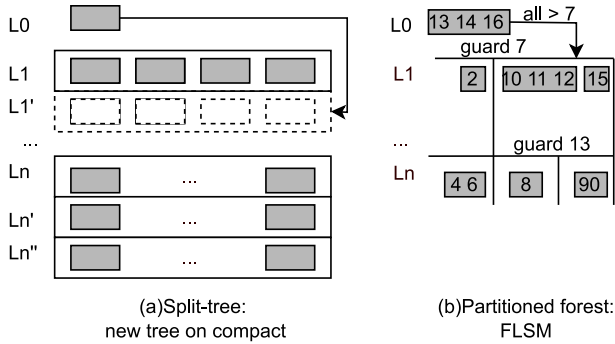 L0
L1
L1'
...
Ln
... ...
Ln'
... ...
Ln''
... ...
(a)Split-tree:
new tree on compact
L0
13 14 16
all > 7
guard 7
L1
2
10 11 12
15
...
guard 13
Ln
4 6
8
90
(b)Partitioned forest:
FLSM